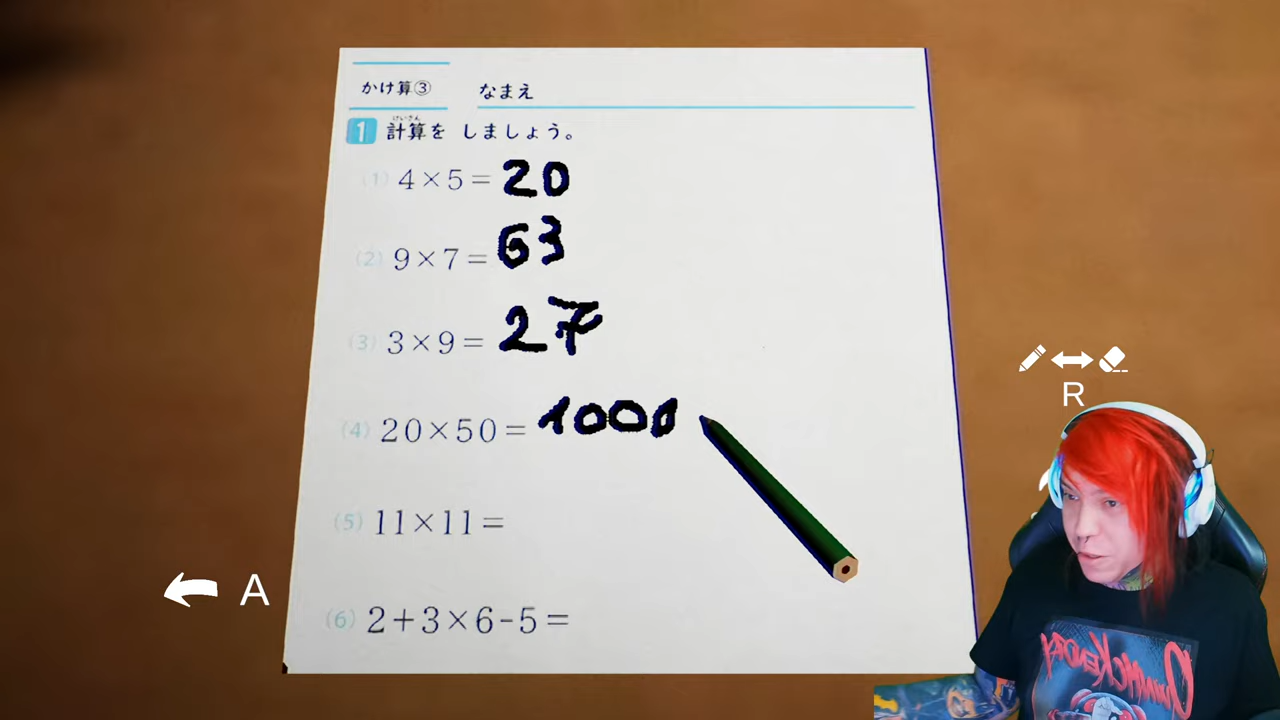 かけ算③ なまえ
1 計算を しましょう。
けいさん
(1) 4×5= 20
(2) 9×7= 63
(3) 3×9= 27
(4) 20×50= 1000
(5) 11×11=
(6) 2+3×6-5=
R
A